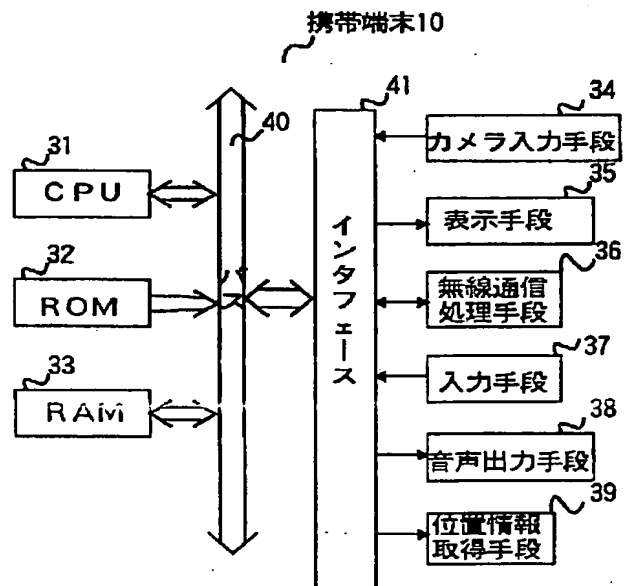 携帯端末10
41
34
40
カメラ入力手段
31
35
CPU
表示手段
インタフェース
32
36
ROM
バス
無線通信
処理手段
33
37
RAM
入力手段
38
音声出力手段
39
位置情報
取得手段